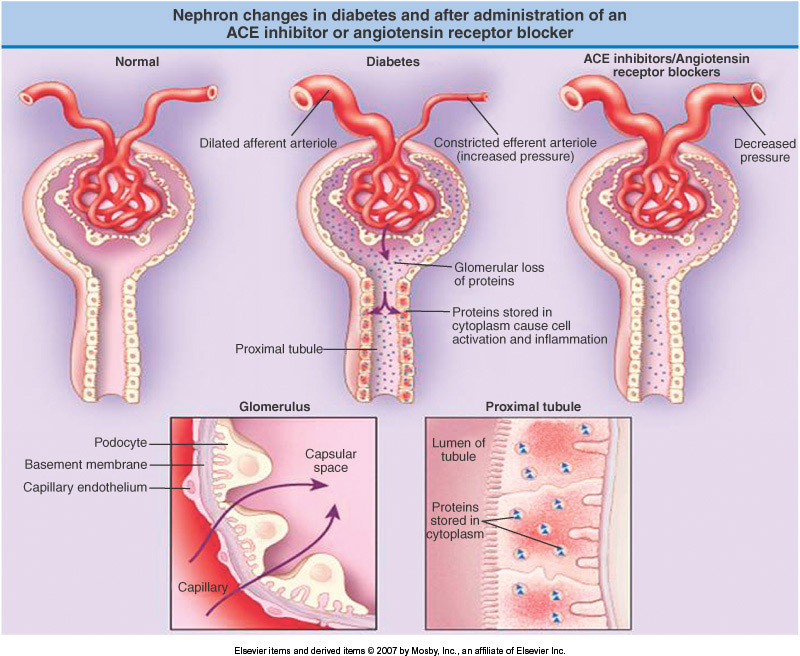 Nephron changes in diabetes and after administration of an
ACE inhibitor or angiotensin receptor blocker
Normal
Diabetes
ACE inhibitors/Angiotensin
receptor blockers
Dilated afferent arteriole
Constricted efferent arteriole
(increased pressure)
Decreased
pressure
Glomerular loss
of proteins
Proteins stored in
cytoplasm cause cell
activation and inflammation
Proximal tubule
Glomerulus
Podocyte
Basement membrane
Capillary endothelium
Capsular
space
Capillary
Proximal tubule
Lumen of
tubule
Proteins
stored in
cytoplasm
Elsevier items and derived items © 2007 by Mosby, Inc., an affiliate of Elsevier Inc.